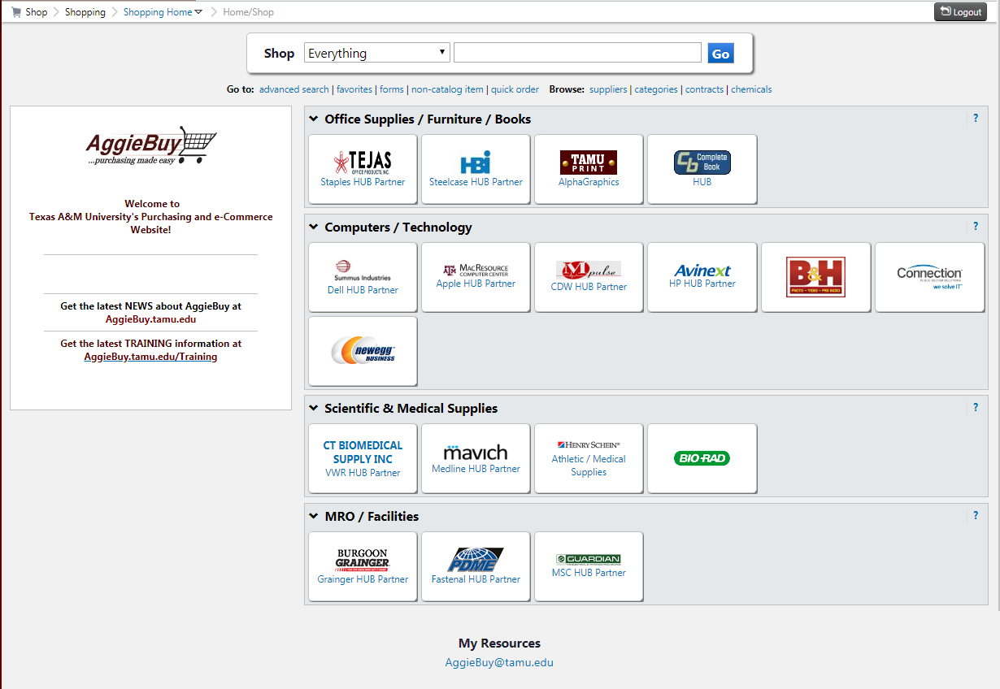 Shop Shopping Shopping Home Home/Shop Logout
Shop Everything Go
Go to: advanced search | favorites | forms | non-catalog item | quick order Browse: suppliers | categories | contracts | chemicals
AggieBuy
...purchasing made easy
Welcome to
Texas A&M University's Purchasing and e-Commerce
Website!
Get the latest NEWS about AggieBuy at
AggieBuy.tamu.edu
Get the latest TRAINING information at
AggieBuy.tamu.edu/Training
Office Supplies / Furniture / Books ?
TEJAS
OFFICE PRODUCTS, INC.
Staples HUB Partner
HBi
Steelcase HUB Partner
TAMU
PRINT
AlphaGraphics
Cb Complete
Book
HUB
Computers / Technology ?
Summus Industries
Dell HUB Partner
ATM MACRESOURCE
COMPUTER CENTER
Apple HUB Partner
Mpulse
CDW HUB Partner
Avinext
HP HUB Partner
B&H
PHOTO - VIDEO - PRO AUDIO
Connection
PUBLIC SECTOR SOLUTIONS
we solve IT™
newegg
BUSINESS
Scientific & Medical Supplies ?
CT BIOMEDICAL
SUPPLY INC
VWR HUB Partner
mavich
Medline HUB Partner
HENRY SCHEIN®
Athletic / Medical
Supplies
BIO-RAD
MRO / Facilities ?
BURGOON
GRAINGER
Grainger HUB Partner
PDME
Fastenal HUB Partner
GUARDIAN
MSC HUB Partner
My Resources
AggieBuy@tamu.edu